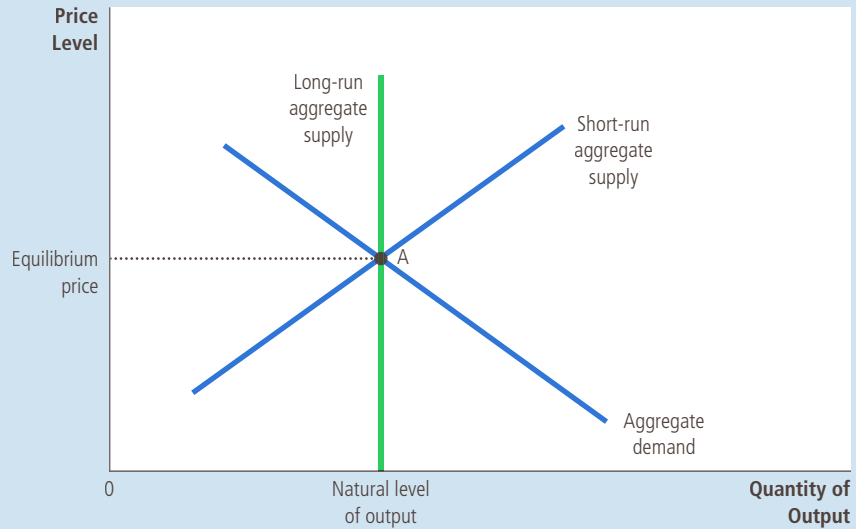 Price
Level
Long-run
aggregate
supply
Short-run
aggregate
supply
Equilibrium
price
A
Aggregate
demand
0
Natural level
of output
Quantity of
Output